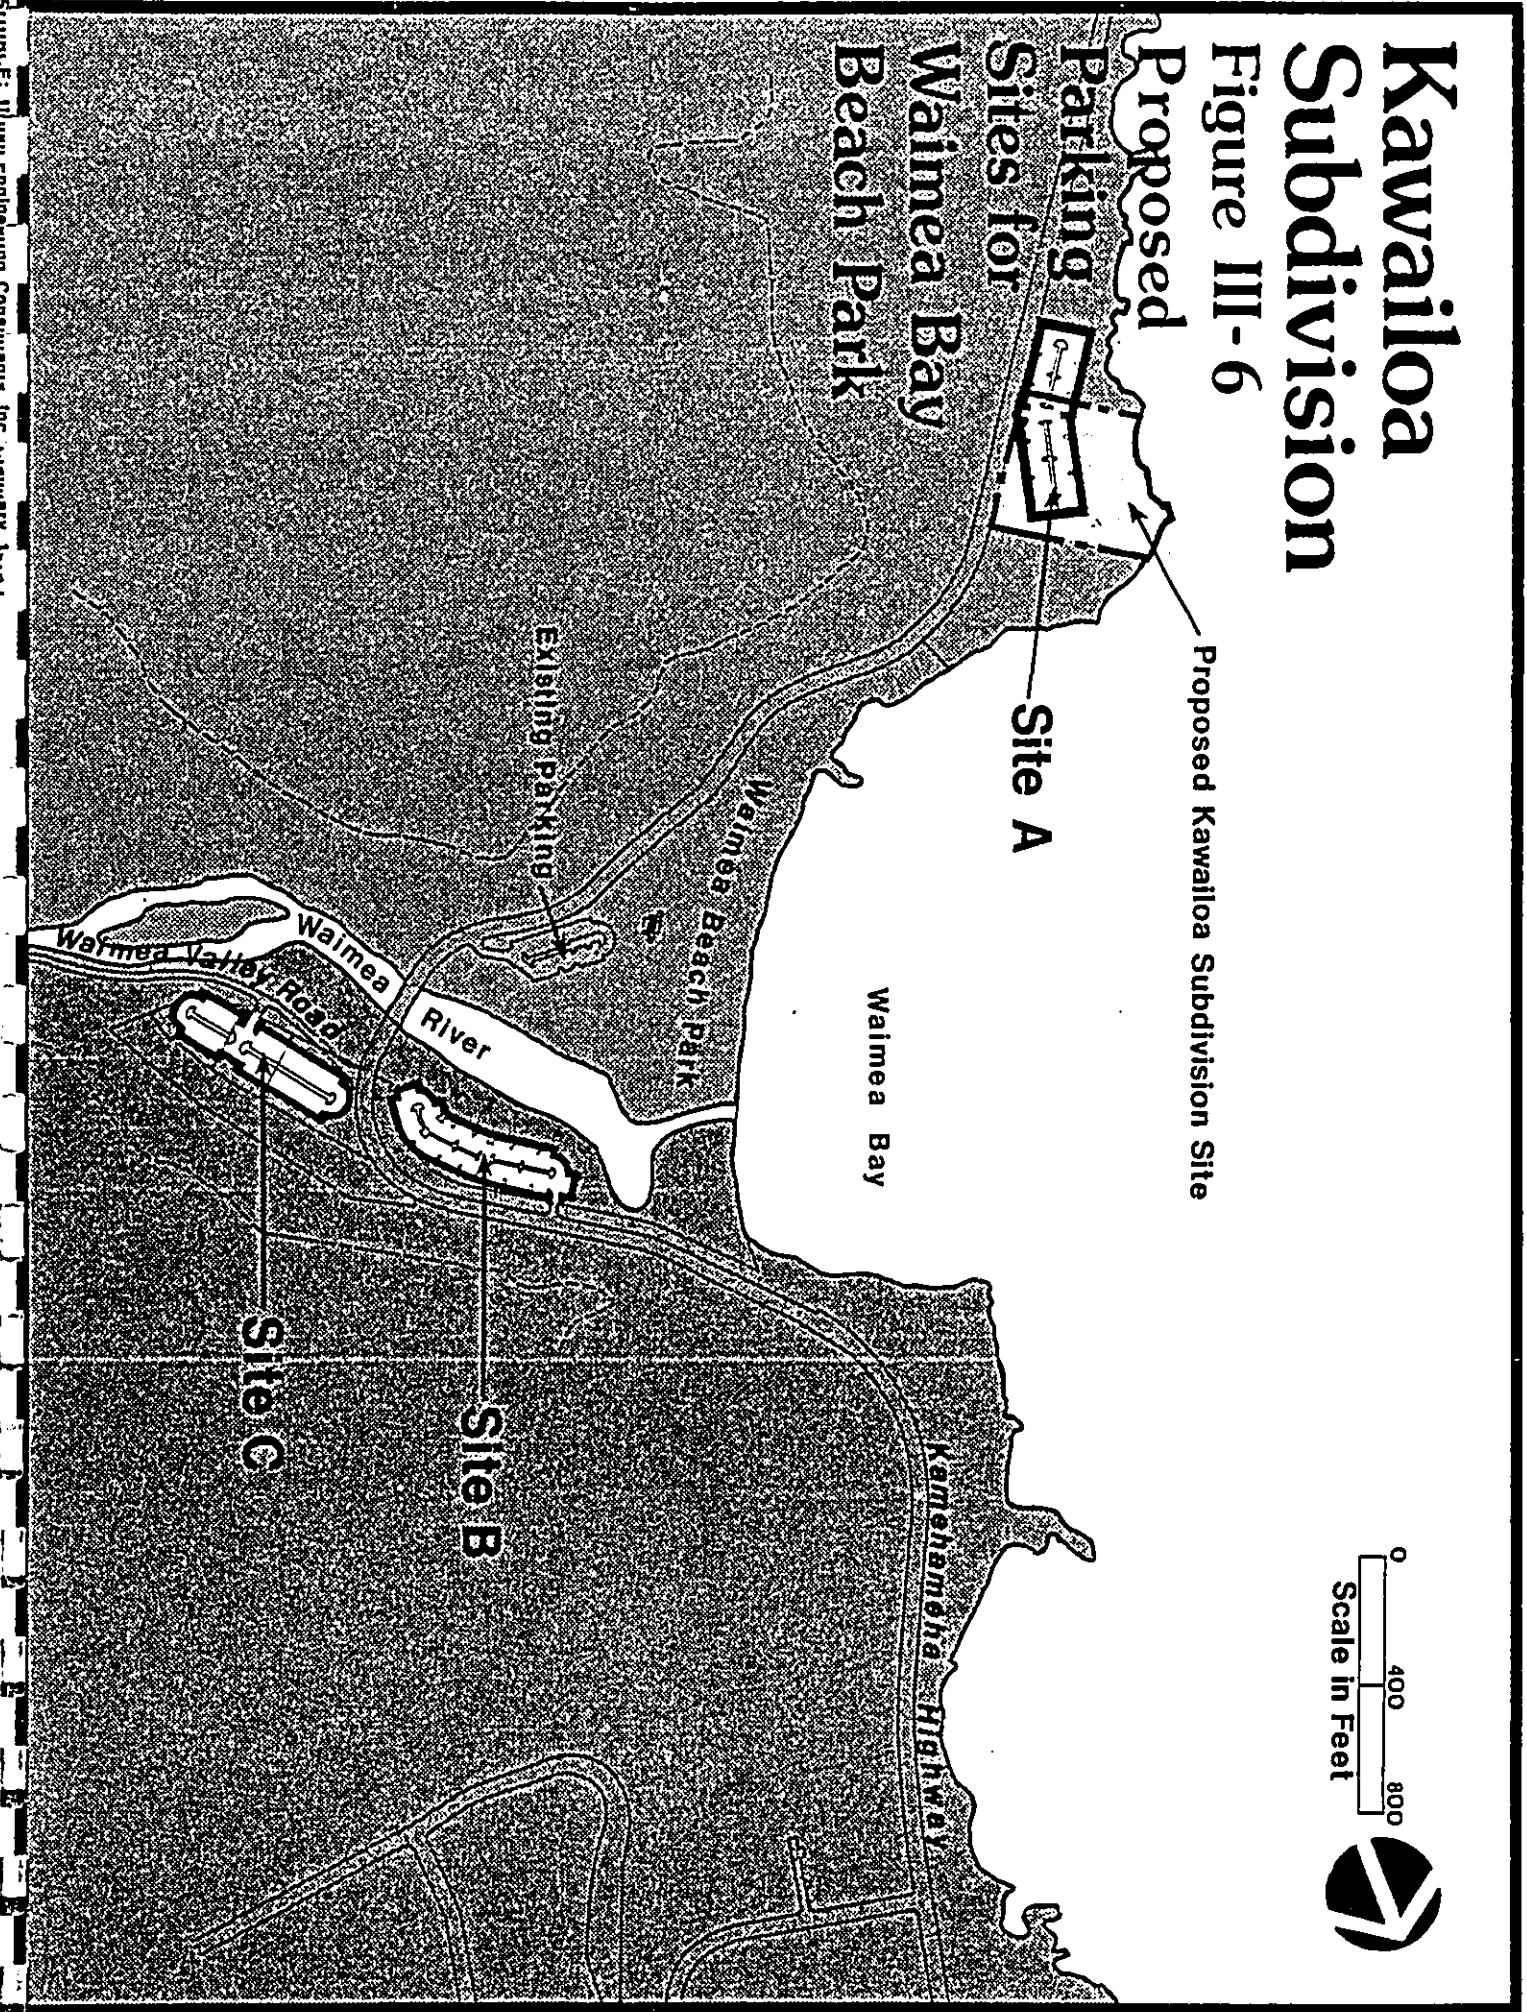 Kawailoa
Subdivision
Figure III-6
Proposed
Parking
Sites for
Waimea Bay
Beach Park
0 400 800
Scale in Feet
Proposed Kawailoa Subdivision Site
Site A
Waimea Bay
Waimea Beach Park
Existing Parking
Kamehameha Highway
Waimea River
Waimea Valley Road
Site B
Site C